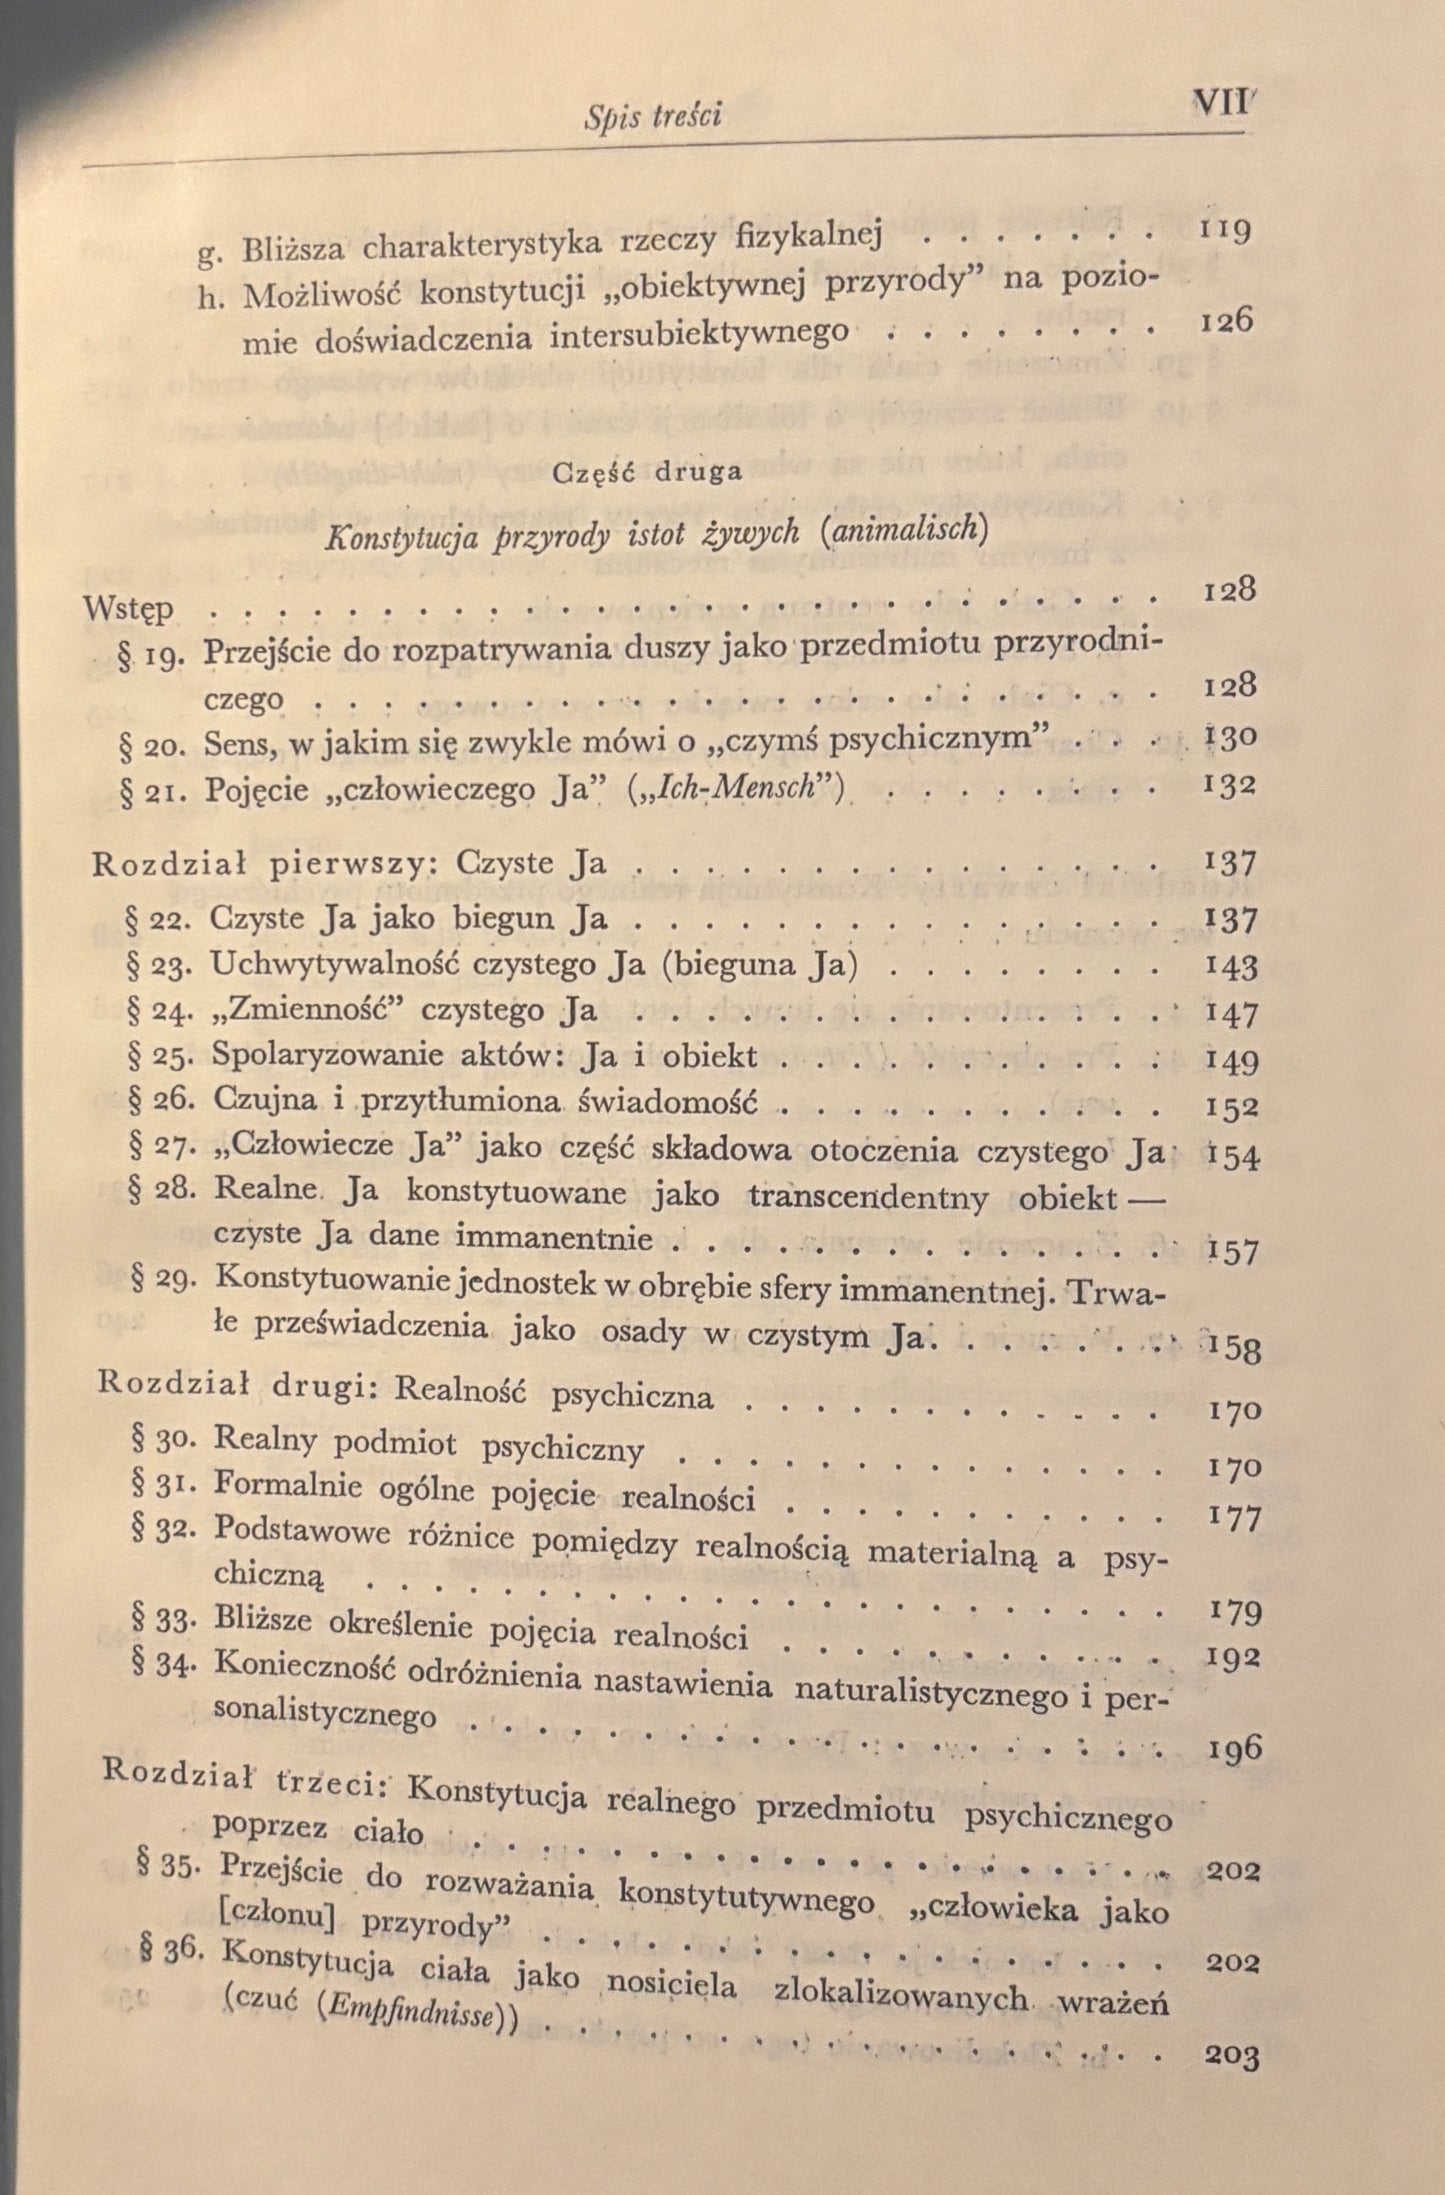 Spis treści VII
g. Bliższa charakterystyka rzeczy fizykalnej . . . . . . . 119
h. Możliwość konstytucji „obiektywnej przyrody” na pozio-
mie doświadczenia intersubiektywnego . . . . . . . . 126
Część druga
Konstytucja przyrody istot żywych (animalisch)
Wstęp . . . . . . . . . . . . . . . . . . . . . . . . . . . 128
§ 19. Przejście do rozpatrywania duszy jako przedmiotu przyrodni-
czego . . . . . . . . . . . . . . . . . . . . . . . . 128
§ 20. Sens, w jakim się zwykle mówi o „czymś psychicznym” . . . 130
§ 21. Pojęcie „człowieczego Ja” („Ich-Mensch”) . . . . . . . . 132
Rozdział pierwszy: Czyste Ja . . . . . . . . . . . . . . . 137
§ 22. Czyste Ja jako biegun Ja . . . . . . . . . . . . . . . 137
§ 23. Uchwytywalność czystego Ja (bieguna Ja) . . . . . . . . 143
§ 24. „Zmienność” czystego Ja . . . . . . . . . . . . . . . 147
§ 25. Spolaryzowanie aktów: Ja i obiekt . . . . . . . . . . . 149
§ 26. Czujna i przytłumiona świadomość . . . . . . . . . . . 152
§ 27. „Człowiecze Ja” jako część składowa otoczenia czystego Ja 154
§ 28. Realne Ja konstytuowane jako transcendentny obiekt —
czyste Ja dane immanentnie . . . . . . . . . . . . . . 157
§ 29. Konstytuowanie jednostek w obrębie sfery immanentnej. Trwa-
łe przeświadczenia jako osady w czystym Ja . . . . . . . 158
Rozdział drugi: Realność psychiczna . . . . . . . . . . . . 170
§ 30. Realny podmiot psychiczny . . . . . . . . . . . . . . 170
§ 31. Formalnie ogólne pojęcie realności . . . . . . . . . . . 177
§ 32. Podstawowe różnice pomiędzy realnością materialną a psy-
chiczną . . . . . . . . . . . . . . . . . . . . . . . 179
§ 33. Bliższe określenie pojęcia realności . . . . . . . . . . . 192
§ 34. Konieczność odróżnienia nastawienia naturalistycznego i per-
sonalistycznego . . . . . . . . . . . . . . . . . . . . 196
Rozdział trzeci: Konstytucja realnego przedmiotu psychicznego
poprzez ciało . . . . . . . . . . . . . . . . . . . . 202
§ 35. Przejście do rozważania konstytutywnego „człowieka jako
[członu] przyrody” . . . . . . . . . . . . . . . . . . 202
§ 36. Konstytucja ciała jako nosiciela zlokalizowanych wrażeń
(czuć (Empfindnisse)) . . . . . . . . . . . . . . . . . 203